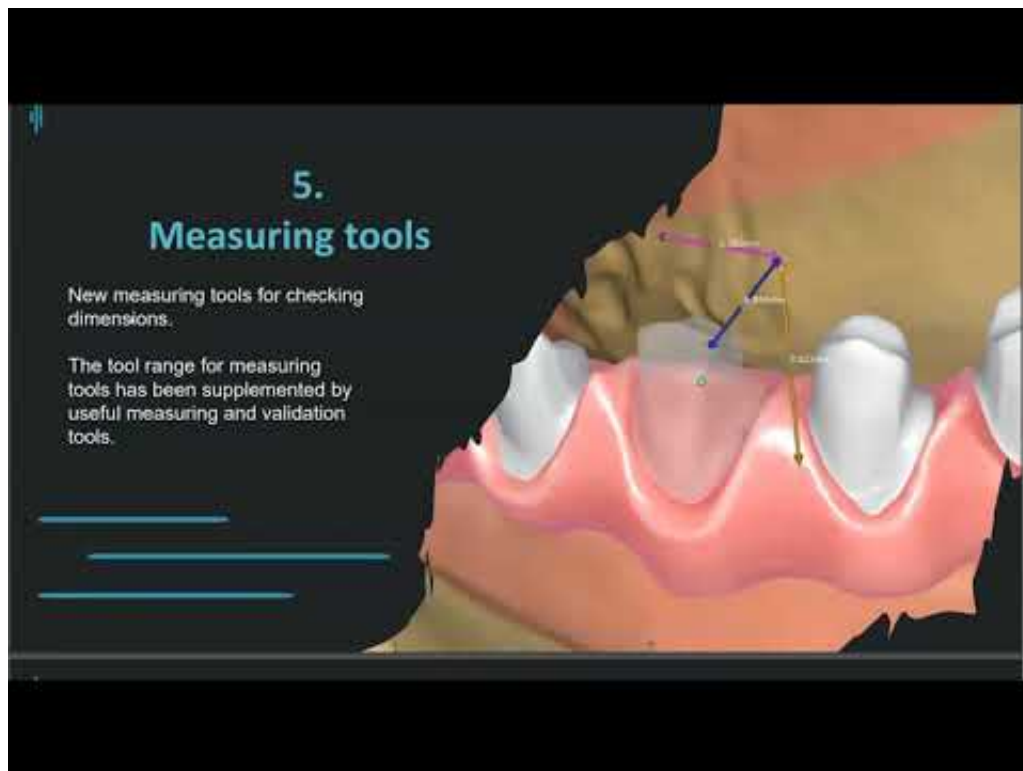 5.
Measuring tools
New measuring tools for checking
dimensions.
The tool range for measuring
tools has been supplemented by
useful measuring and validation
tools.